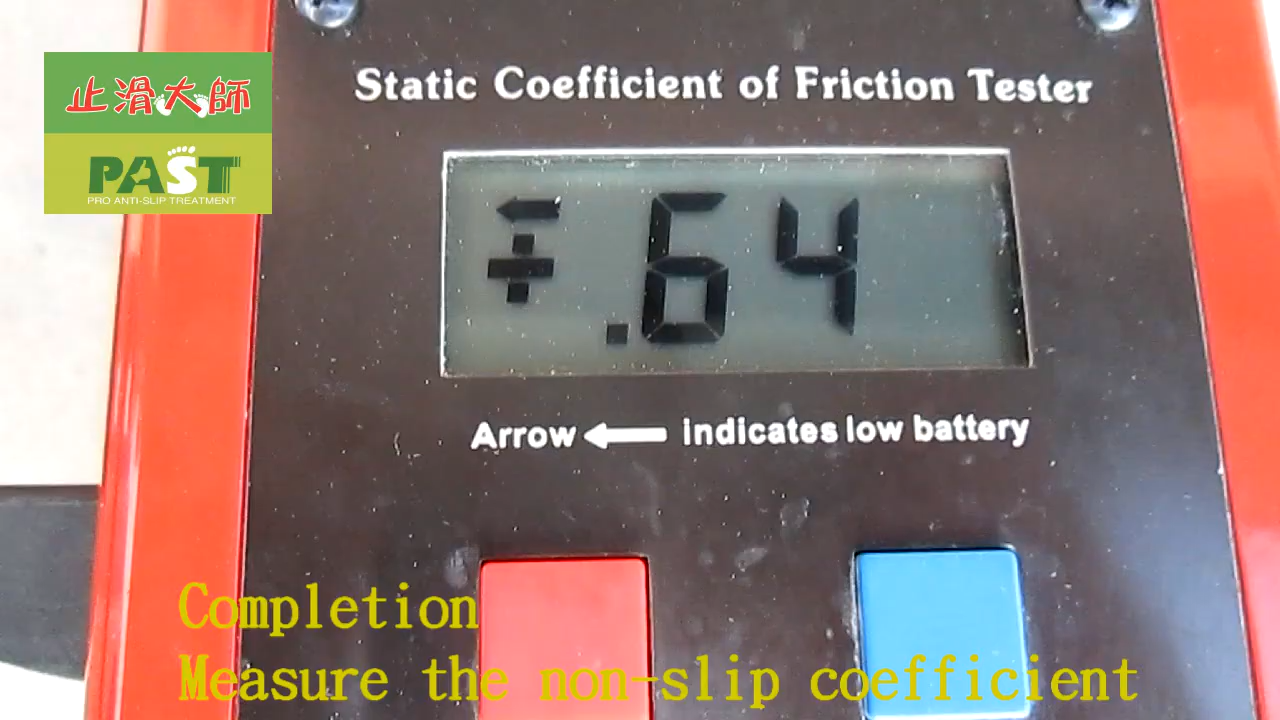 止滑大師
PAST
PRO ANTI-SLIP TREATMENT
Static Coefficient of Friction Tester
.64
Arrow ← indicates low battery
Completion
Measure the non-slip coefficient